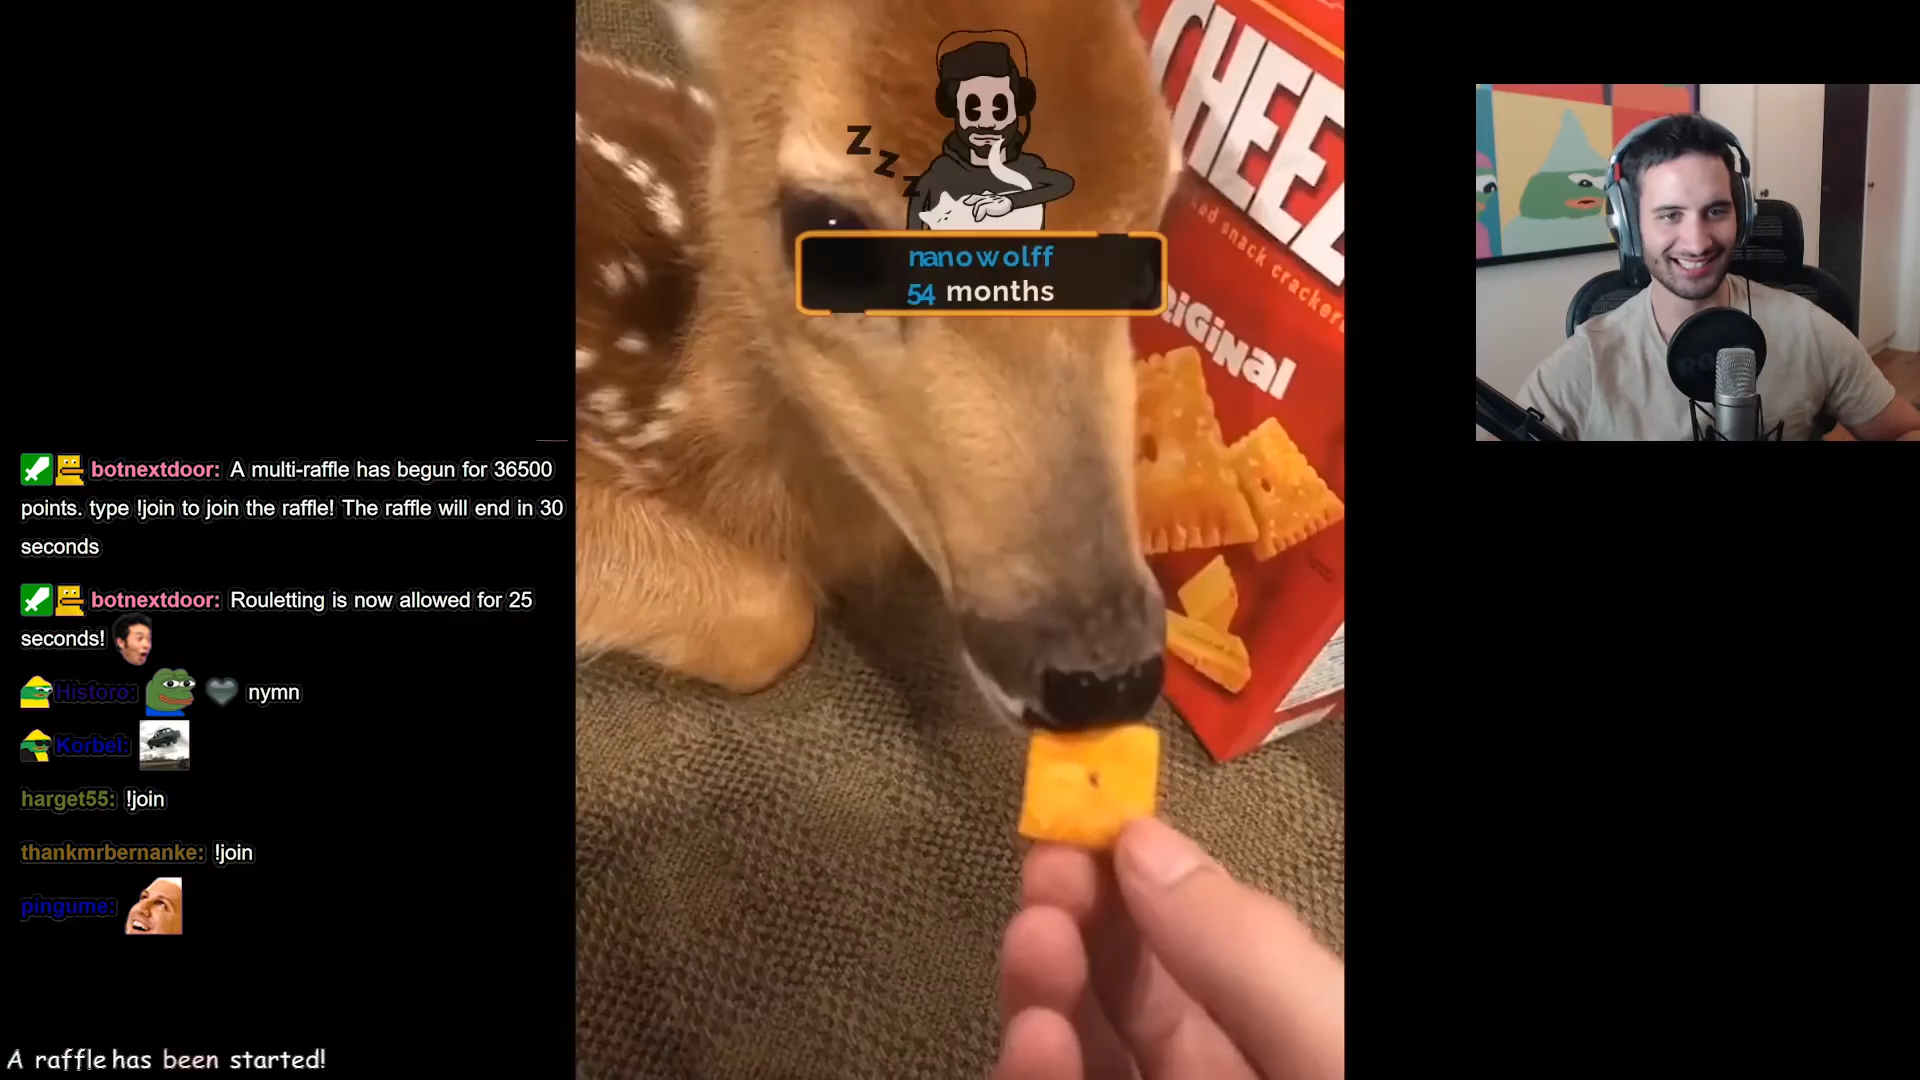 CHEE
ked snack crackers
ORiGiNal
z
z
z
nanowolff
54 months
botnextdoor: A multi-raffle has begun for 36500
points. type !join to join the raffle! The raffle will end in 30
seconds
botnextdoor: Rouletting is now allowed for 25
seconds!
Historo: nymn
Korbel:
harget55: !join
thankmrbernanke: !join
pingume:
A raffle has been started!